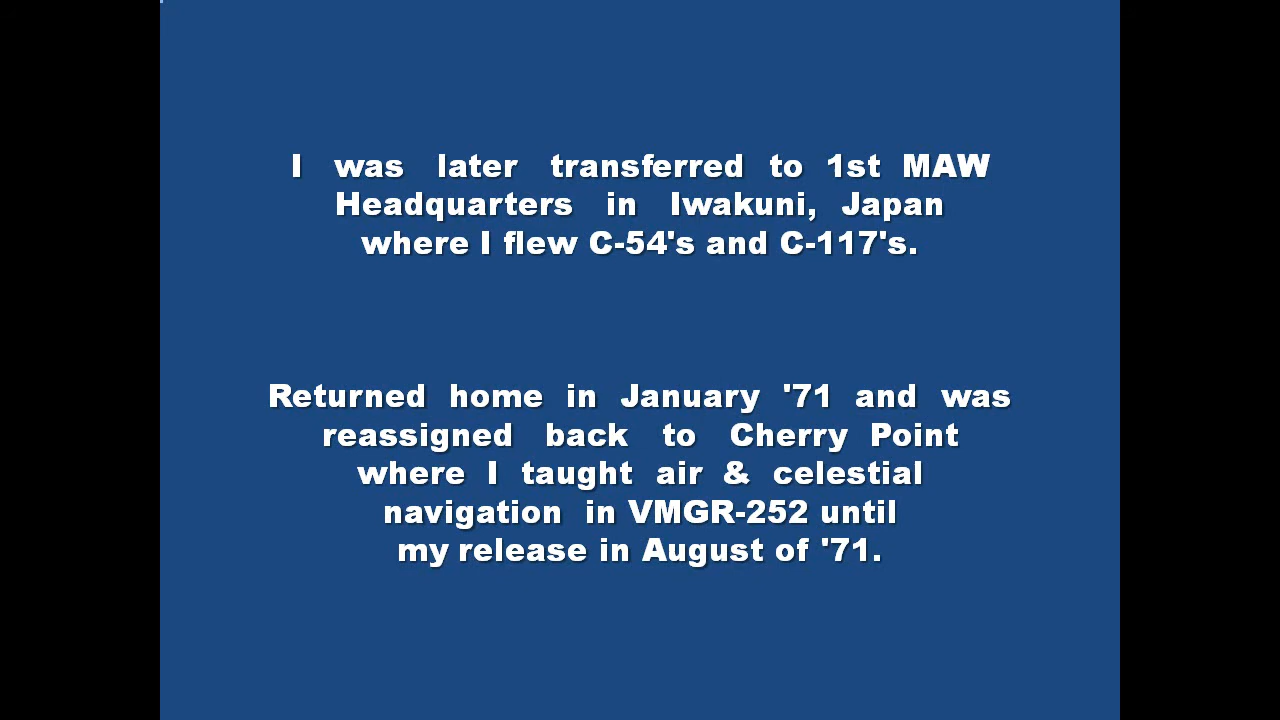 I was later transferred to 1st MAW
Headquarters in Iwakuni, Japan
where I flew C-54's and C-117's.
Returned home in January '71 and was
reassigned back to Cherry Point
where I taught air & celestial
navigation in VMGR-252 until
my release in August of '71.